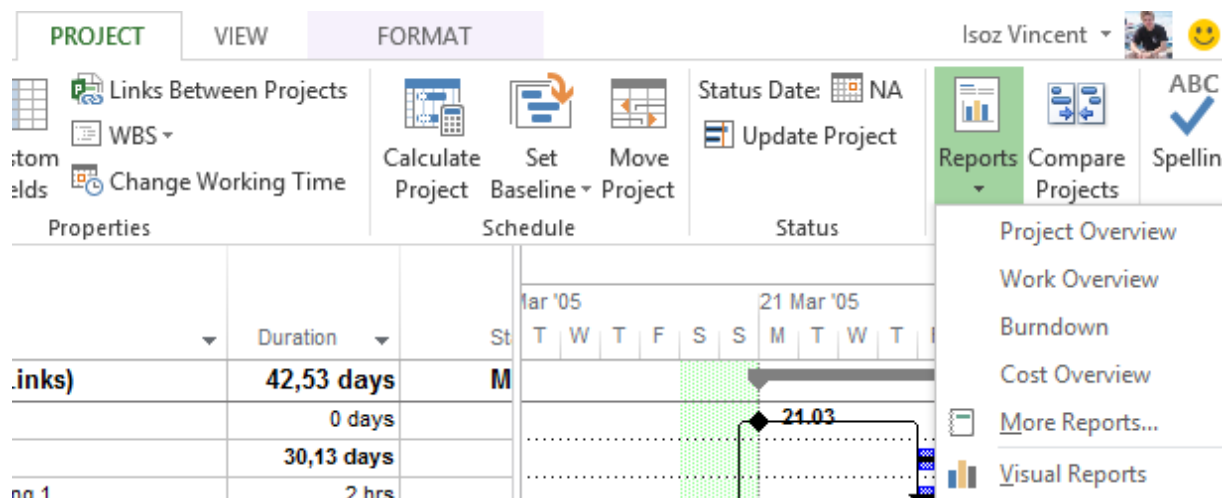 PROJECT VIEW FORMAT Isoz Vincent
Links Between Projects
WBS
Change Working Time
stom
elds
Properties
Calculate
Project
Set
Baseline
Move
Project
Schedule
Status Date: NA
Update Project
Status
Reports
Compare
Projects
ABC
Spellin
Project Overview
Work Overview
Burndown
Cost Overview
More Reports...
Visual Reports
Mar '05 21 Mar '05
Duration St T W T F S S M T W T F
.inks) 42,53 days M
0 days 21.03
30,13 days
ng 1 2 hrs